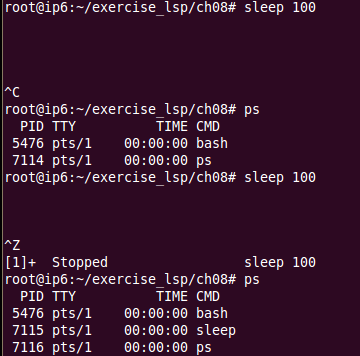 root@ip6:~/exercise_lsp/ch08# sleep 100
^C
root@ip6:~/exercise_lsp/ch08# ps
  PID TTY          TIME CMD
 5476 pts/1    00:00:00 bash
 7114 pts/1    00:00:00 ps
root@ip6:~/exercise_lsp/ch08# sleep 100
^Z
[1]+  Stopped                 sleep 100
root@ip6:~/exercise_lsp/ch08# ps
  PID TTY          TIME CMD
 5476 pts/1    00:00:00 bash
 7115 pts/1    00:00:00 sleep
 7116 pts/1    00:00:00 ps